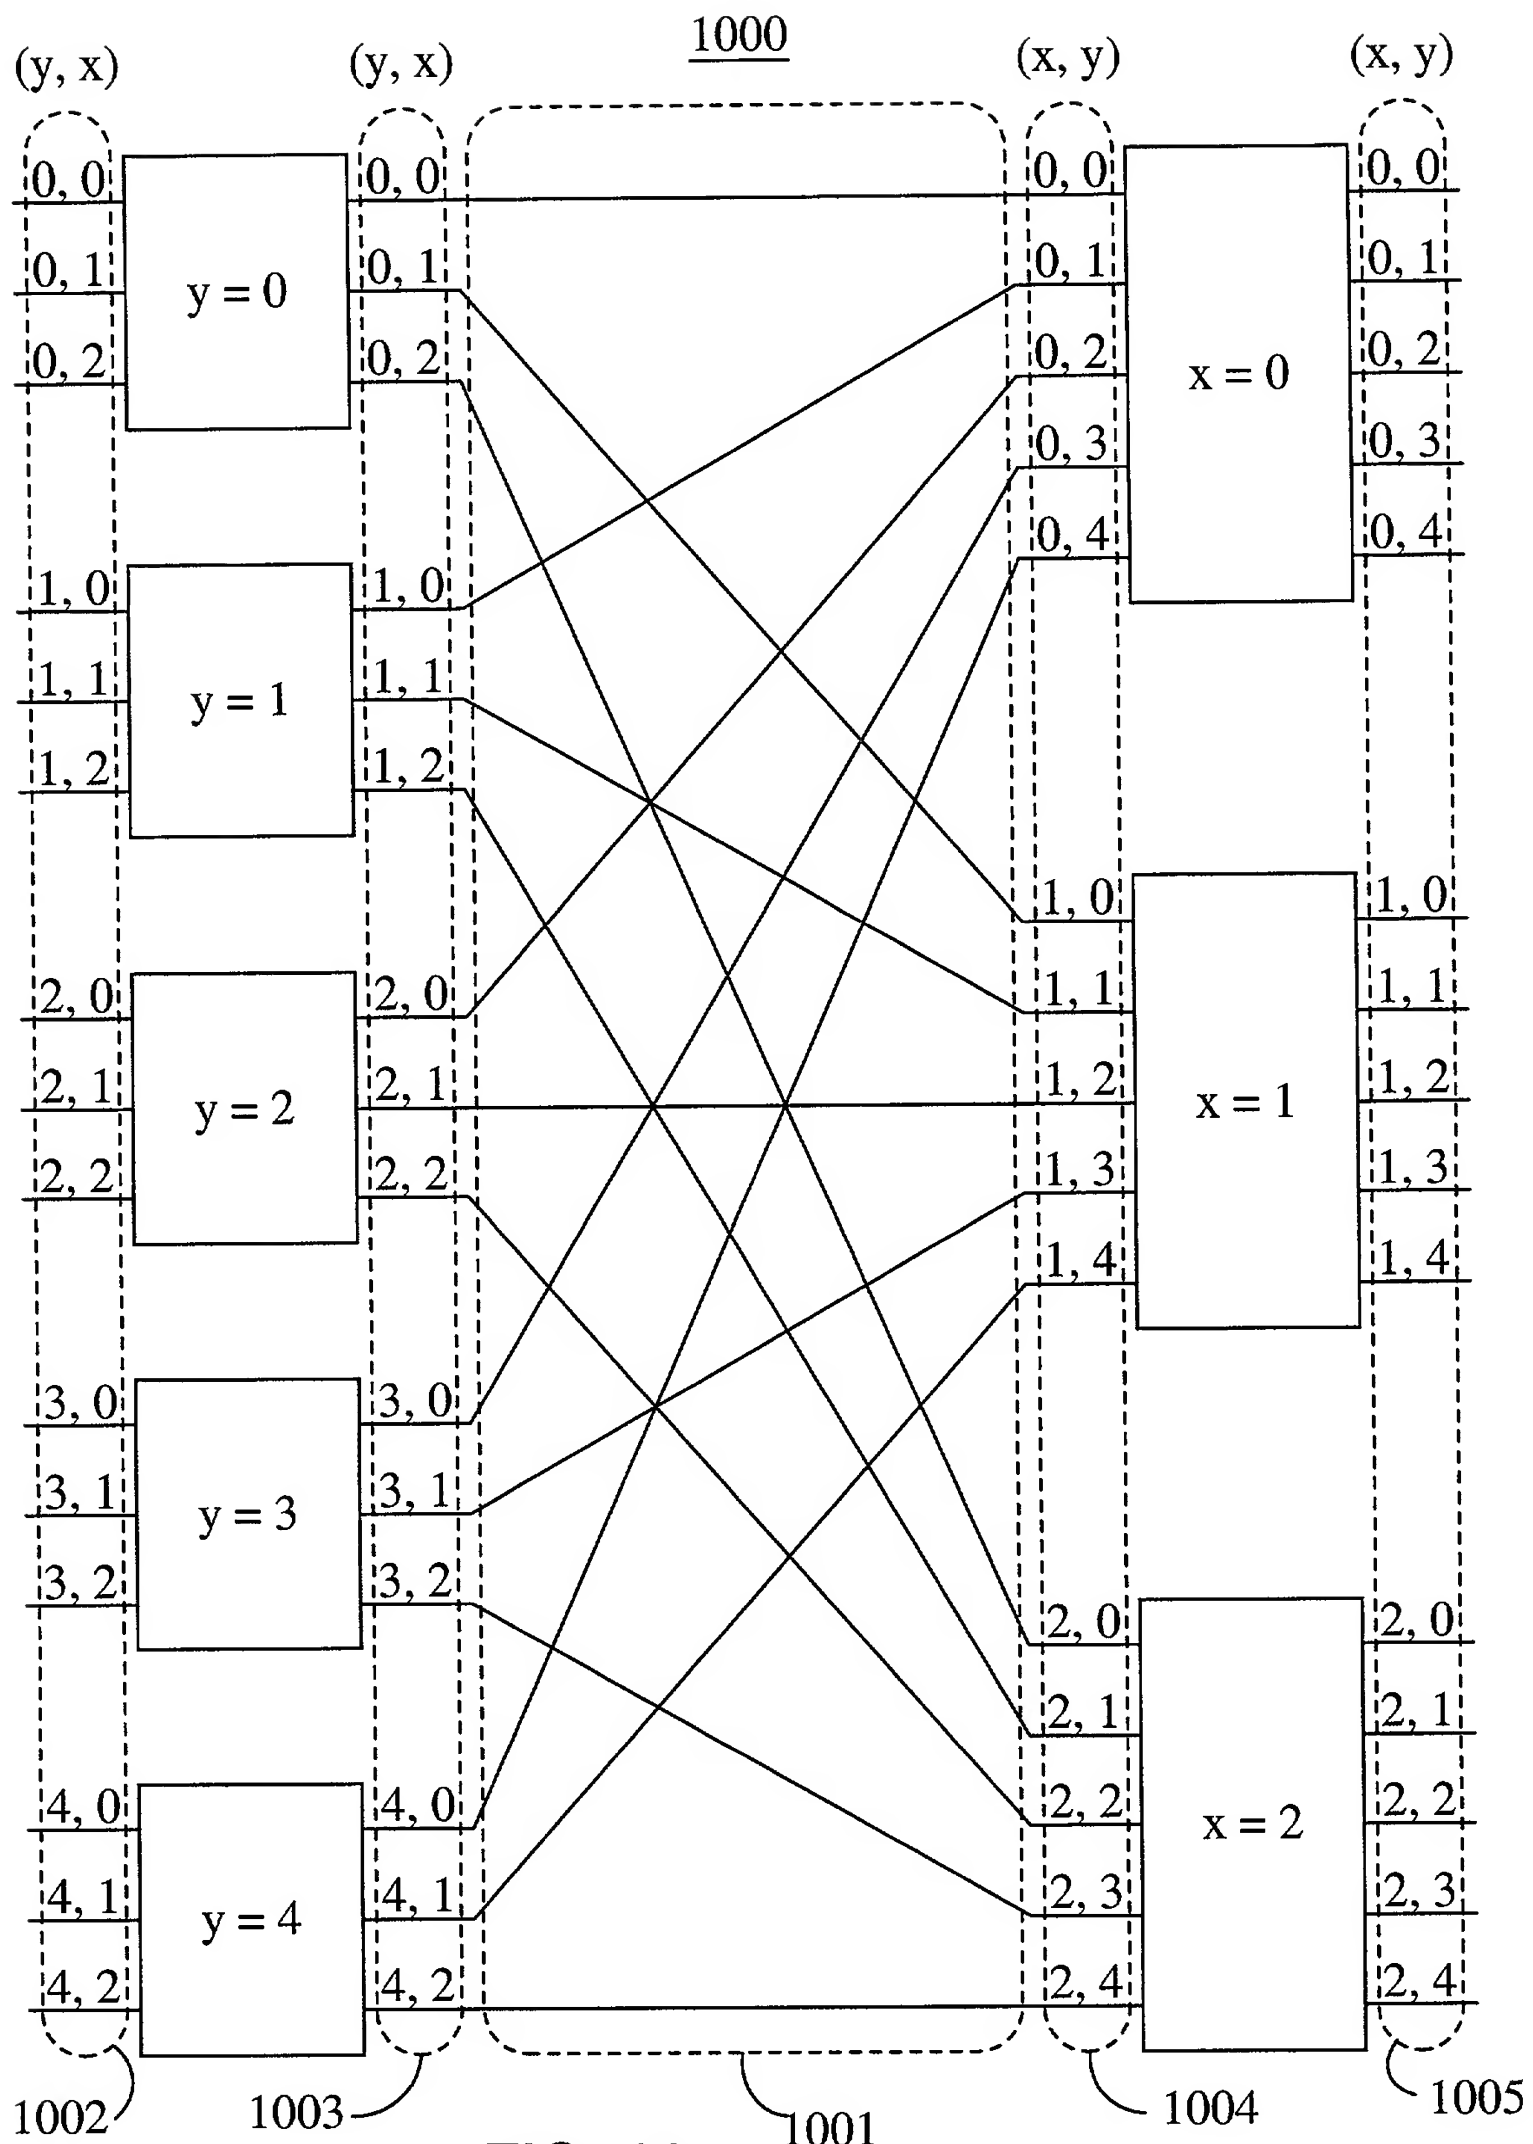 1000
(y, x) (y, x) (x, y) (x, y)
0, 0 0, 0 0, 0 0, 0
0, 1 y = 0 0, 1 0, 1 0, 1
0, 2 0, 2 0, 2 x = 0 0, 2
0, 3 0, 3
0, 4 0, 4
1, 0 1, 0
1, 1 y = 1 1, 1
1, 2 1, 2
1, 0 1, 0
2, 0 2, 0 1, 1 1, 1
2, 1 y = 2 2, 1 1, 2 x = 1 1, 2
2, 2 2, 2 1, 3 1, 3
1, 4 1, 4
3, 0 3, 0
3, 1 y = 3 3, 1
3, 2 3, 2 2, 0 2, 0
2, 1 2, 1
4, 0 4, 0 2, 2 x = 2 2, 2
4, 1 y = 4 4, 1 2, 3 2, 3
4, 2 4, 2 2, 4 2, 4
1002 1003 1001 1004 1005